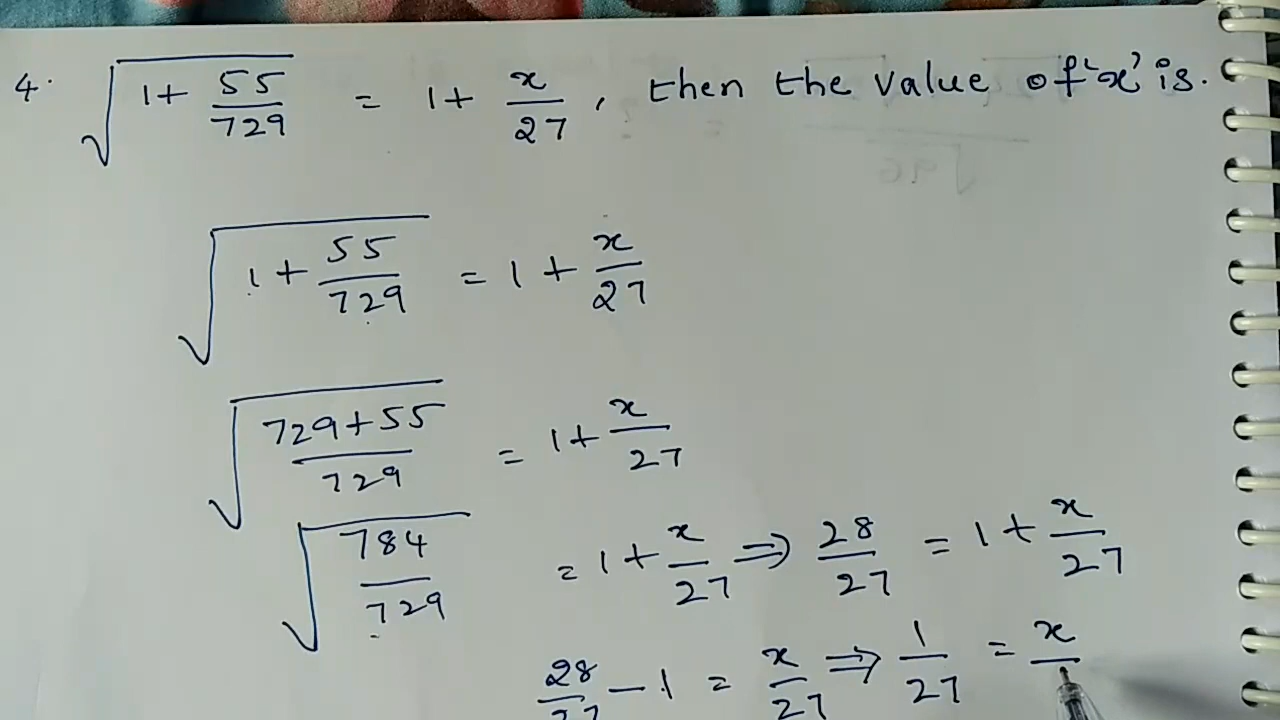 4. √(1 + 55/729) = 1 + x/27, then the value of 'x' is.
√(1 + 55/729) = 1 + x/27
√((729+55)/729) = 1 + x/27
√(784/729) = 1 + x/27 ⇒ 28/27 = 1 + x/27
28/27 − 1 = x/27 ⇒ 1/27 = x/